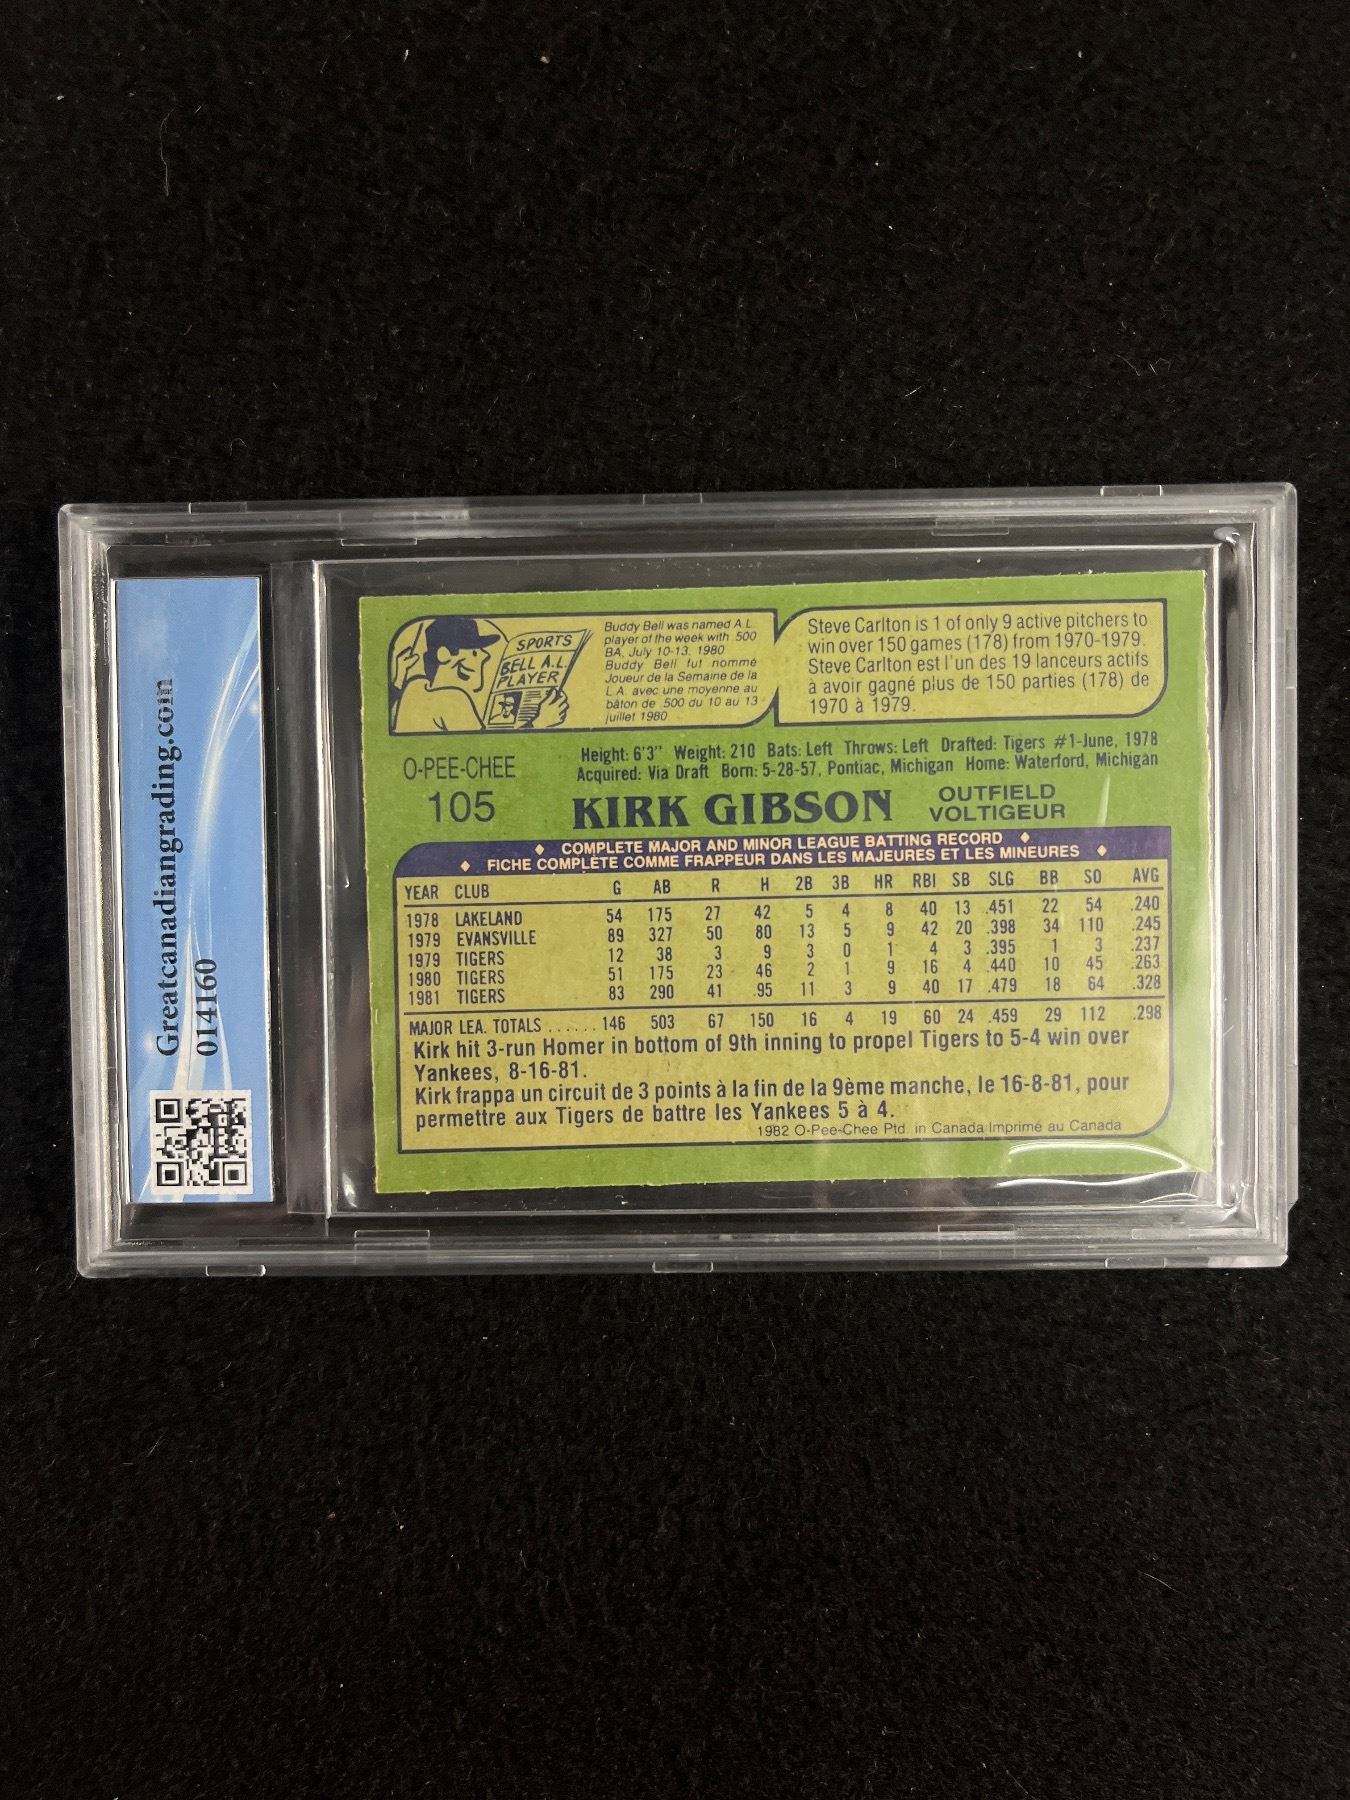 Greatcanadiangrading.com
014160
SPORTS
BELL A.L.
PLAYER
Buddy Bell was named A.L.
player of the week with .500
BA, July 10-13, 1980
Buddy Bell fut nommé
Joueur de la Semaine de la
L.A. avec une moyenne au
bâton de .500 du 10 au 13
juillet 1980
Steve Carlton is 1 of only 9 active pitchers to
win over 150 games (178) from 1970-1979.
Steve Carlton est l'un des 19 lanceurs actifs
à avoir gagné plus de 150 parties (178) de
1970 à 1979.
O-PEE-CHEE
105
Height: 6'3" Weight: 210 Bats: Left Throws: Left Drafted: Tigers #1-June, 1978
Acquired: Via Draft Born: 5-28-57, Pontiac, Michigan Home: Waterford, Michigan
KIRK GIBSON
OUTFIELD
VOLTIGEUR
COMPLETE MAJOR AND MINOR LEAGUE BATTING RECORD
FICHE COMPLÈTE COMME FRAPPEUR DANS LES MAJEURES ET LES MINEURES
YEAR CLUB G AB R H 2B 3B HR RBI SB SLG BB SO AVG
1978 LAKELAND 54 175 27 42 5 4 8 40 13 .451 22 54 .240
1979 EVANSVILLE 89 327 50 80 13 5 9 42 20 .398 34 110 .245
1979 TIGERS 12 38 3 9 3 0 1 4 3 .395 1 3 .237
1980 TIGERS 51 175 23 46 2 1 9 16 4 .440 10 45 .263
1981 TIGERS 83 290 41 95 11 3 9 40 17 .479 18 64 .328
MAJOR LEA. TOTALS ...... 146 503 67 150 16 4 19 60 24 .459 29 112 .298
Kirk hit 3-run Homer in bottom of 9th inning to propel Tigers to 5-4 win over
Yankees, 8-16-81.
Kirk frappa un circuit de 3 points à la fin de la 9ème manche, le 16-8-81, pour
permettre aux Tigers de battre les Yankees 5 à 4.
1982 O-Pee-Chee Ptd. in Canada Imprimé au Canada